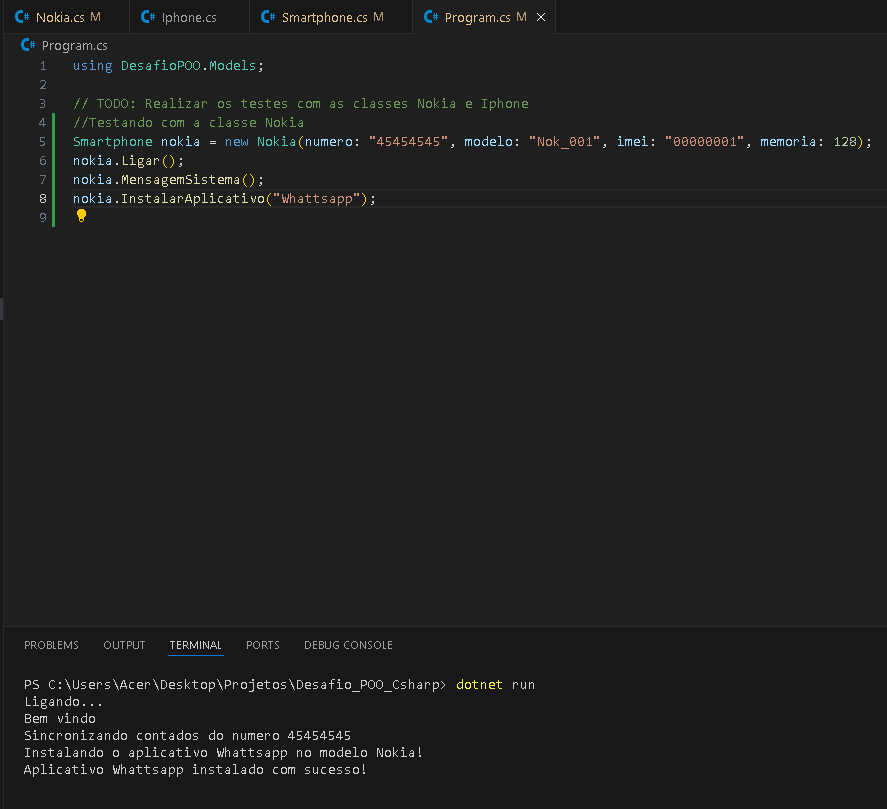 C# Nokia.cs M C# Iphone.cs C# Smartphone.cs M C# Program.cs M ×
C# Program.cs
1 using DesafioPOO.Models;
2
3 // TODO: Realizar os testes com as classes Nokia e Iphone
4 //Testando com a classe Nokia
5 Smartphone nokia = new Nokia(numero: "45454545", modelo: "Nok_001", imei: "00000001", memoria: 128);
6 nokia.Ligar();
7 nokia.MensagemSistema();
8 nokia.InstalarAplicativo("Whattsapp");
9
PROBLEMS OUTPUT TERMINAL PORTS DEBUG CONSOLE
PS C:\Users\Acer\Desktop\Projetos\Desafio_POO_Csharp> dotnet run
Ligando...
Bem vindo
Sincronizando contados do numero 45454545
Instalando o aplicativo Whattsapp no modelo Nokia!
Aplicativo Whattsapp instalado com sucesso!